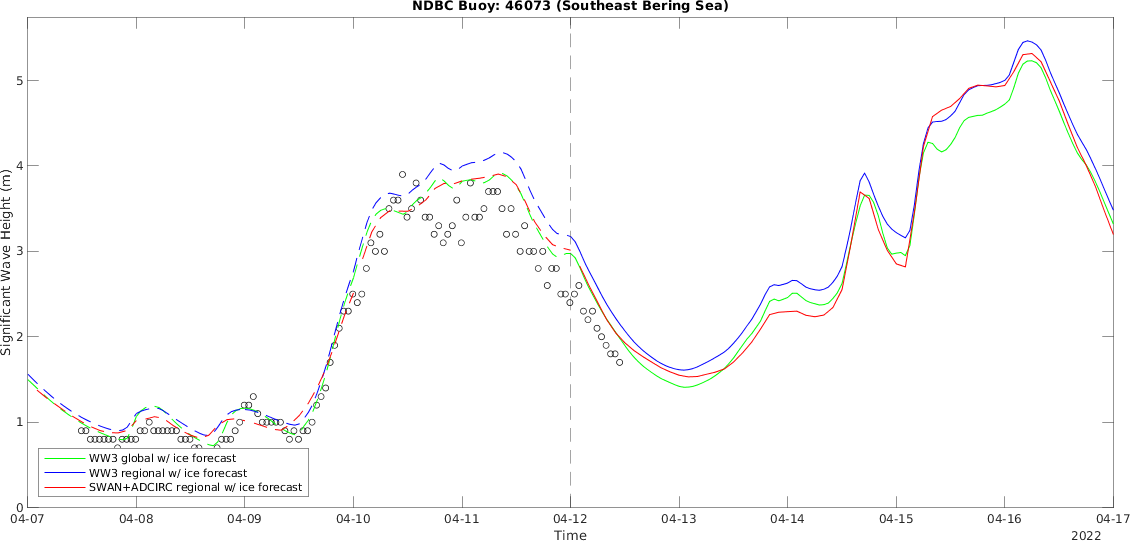 NDBC Buoy: 46073 (Southeast Bering Sea)
Significant Wave Height (m)
5
4
3
2
1
0
WW3 global w/ ice forecast
WW3 regional w/ ice forecast
SWAN+ADCIRC regional w/ ice forecast
04-07 04-08 04-09 04-10 04-11 04-12 04-13 04-14 04-15 04-16 04-17
Time
2022